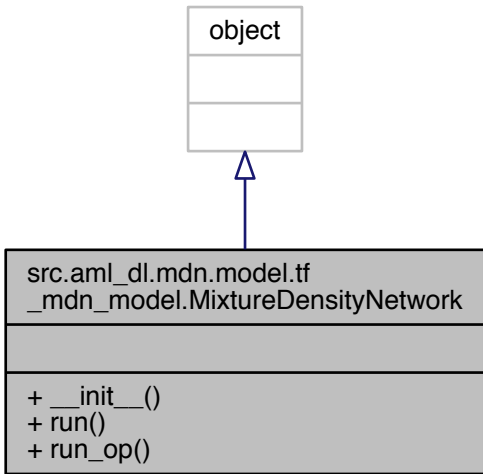 object
src.aml_dl.mdn.model.tf
_mdn_model.MixtureDensityNetwork
+ __init__()
+ run()
+ run_op()